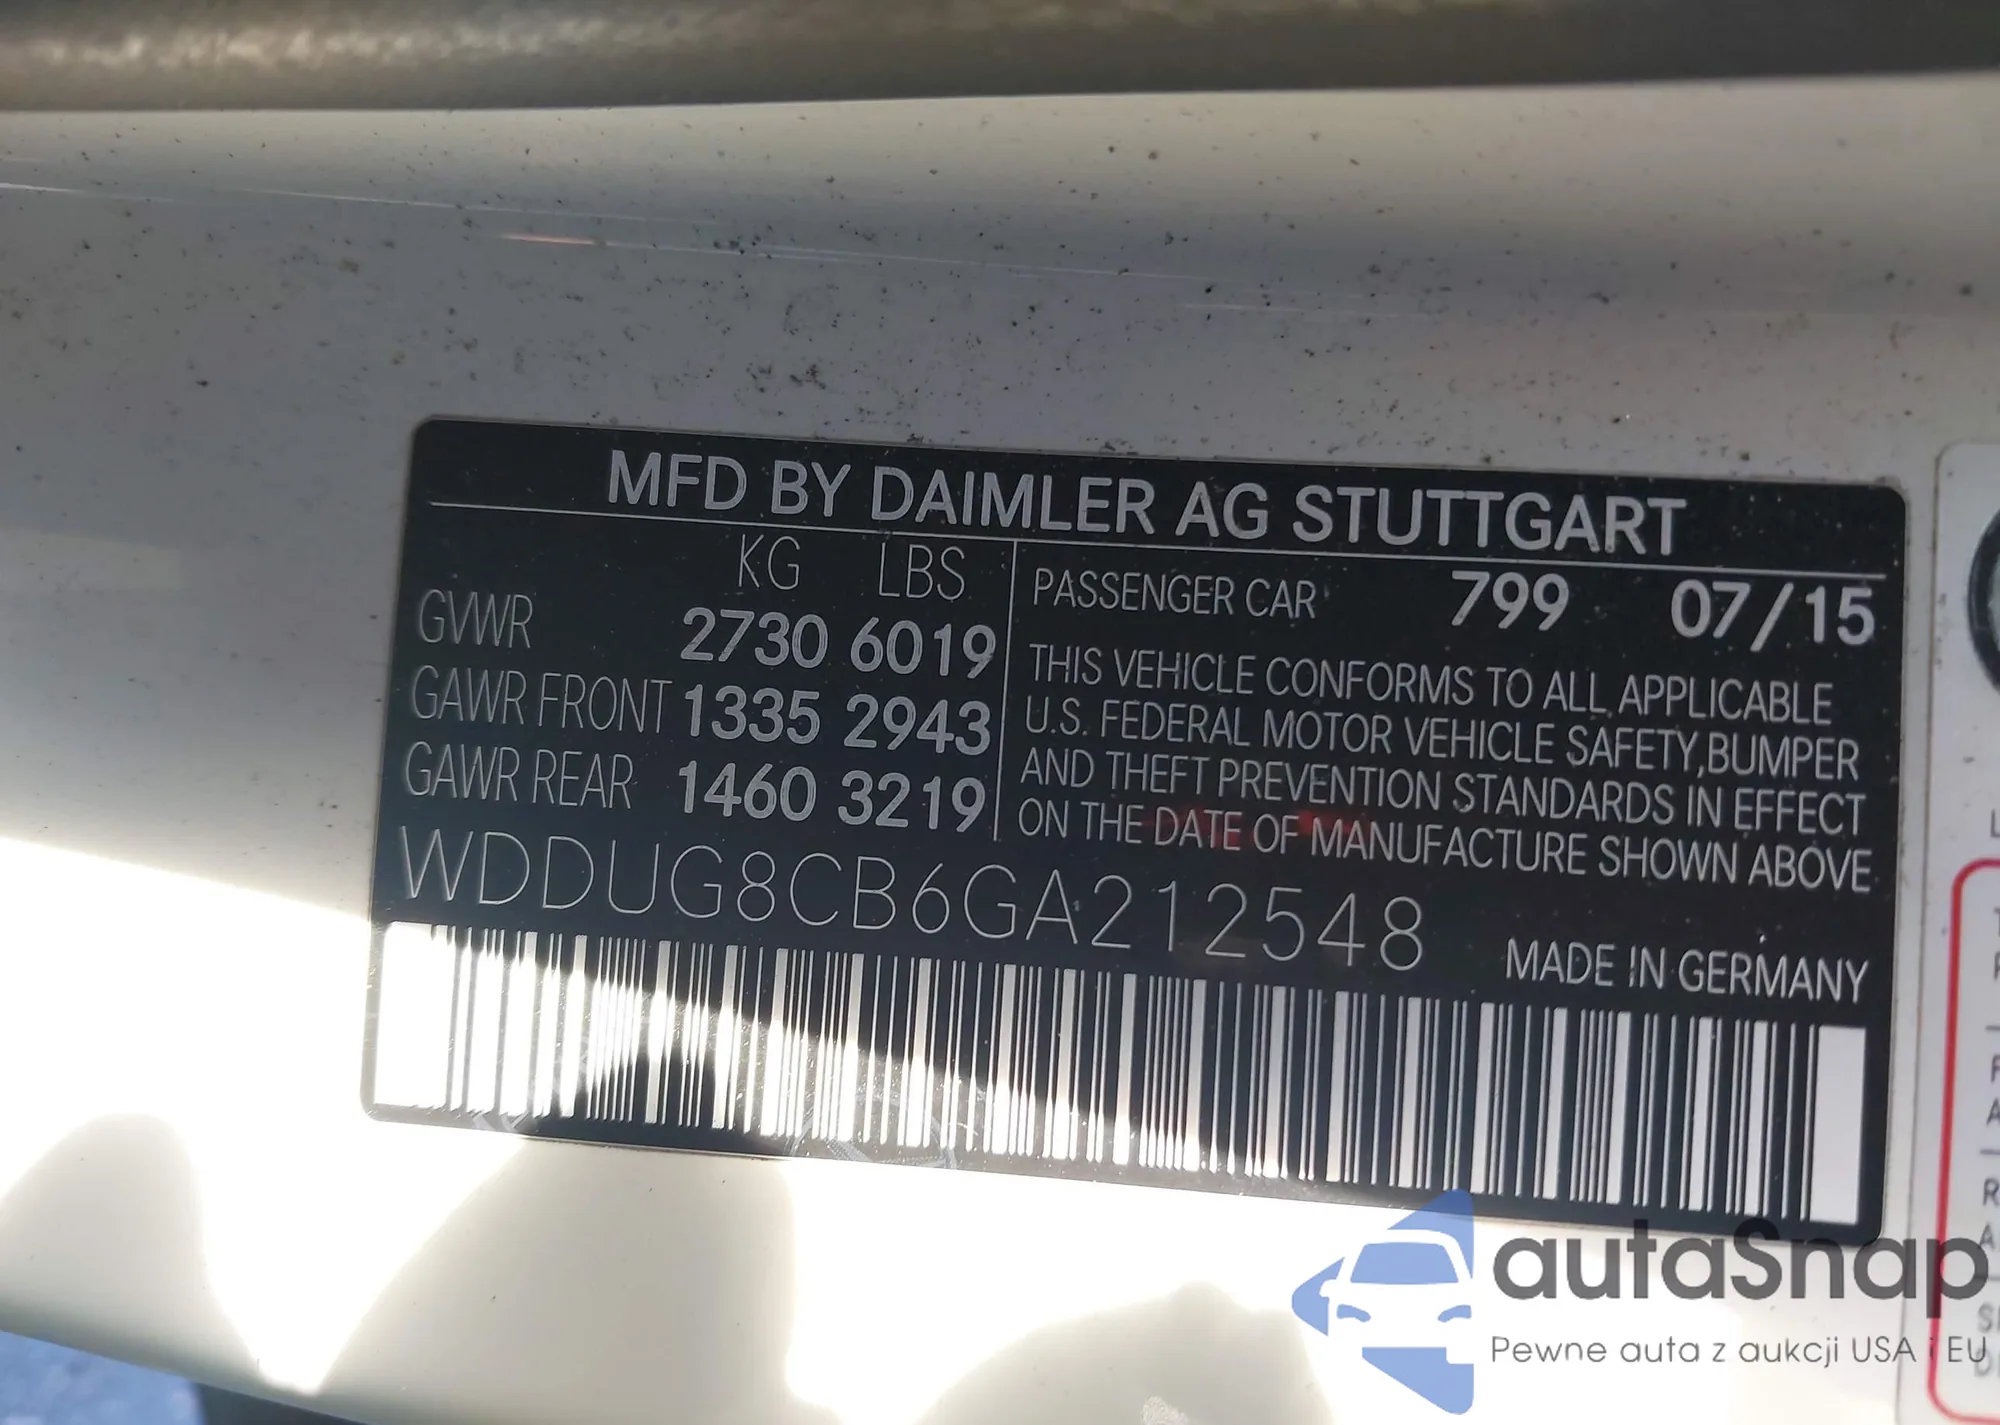 MFD BY DAIMLER AG STUTTGART
KG LBS
GVWR 2730 6019
GAWR FRONT 1335 2943
GAWR REAR 1460 3219
PASSENGER CAR 799 07/15
THIS VEHICLE CONFORMS TO ALL APPLICABLE
U.S. FEDERAL MOTOR VEHICLE SAFETY,BUMPER
AND THEFT PREVENTION STANDARDS IN EFFECT
ON THE DATE OF MANUFACTURE SHOWN ABOVE
WDDUG8CB6GA212548
MADE IN GERMANY
autaSnap
Pewne auta z aukcji USA i EU